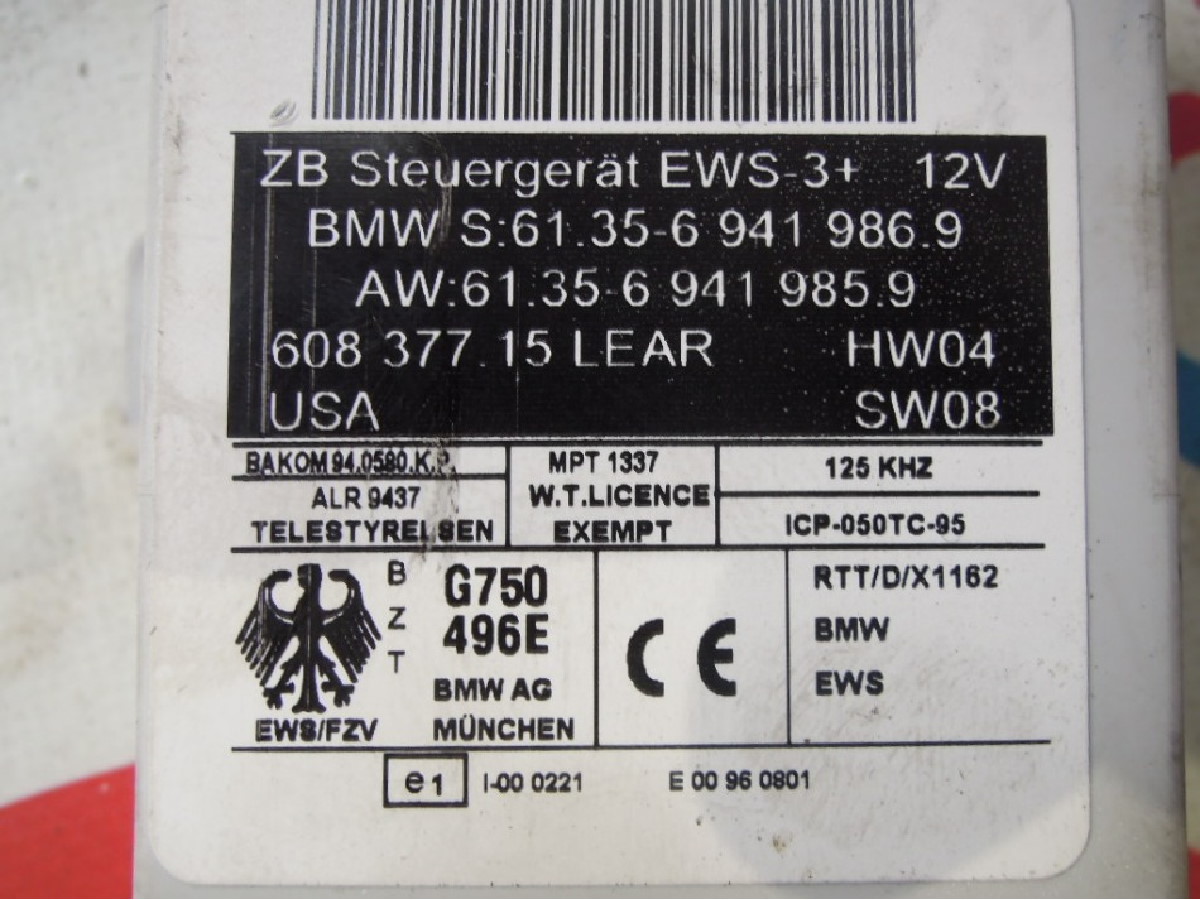 ZB Steuergerät EWS-3+ 12V
BMW S:61.35-6 941 986.9
AW:61.35-6 941 985.9
608 377.15 LEAR HW04
USA SW08
BAKOM 94.0580.K.P.
ALR 9437
TELESTYRELSEN
MPT 1337
W.T.LICENCE
EXEMPT
125 KHZ
ICP-050TC-95
BZT
EWS/FZV
G750
496E
BMW AG
MÜNCHEN
CE
RTT/D/X1162
BMW
EWS
e1 I-00 0221 E 00 96 0801